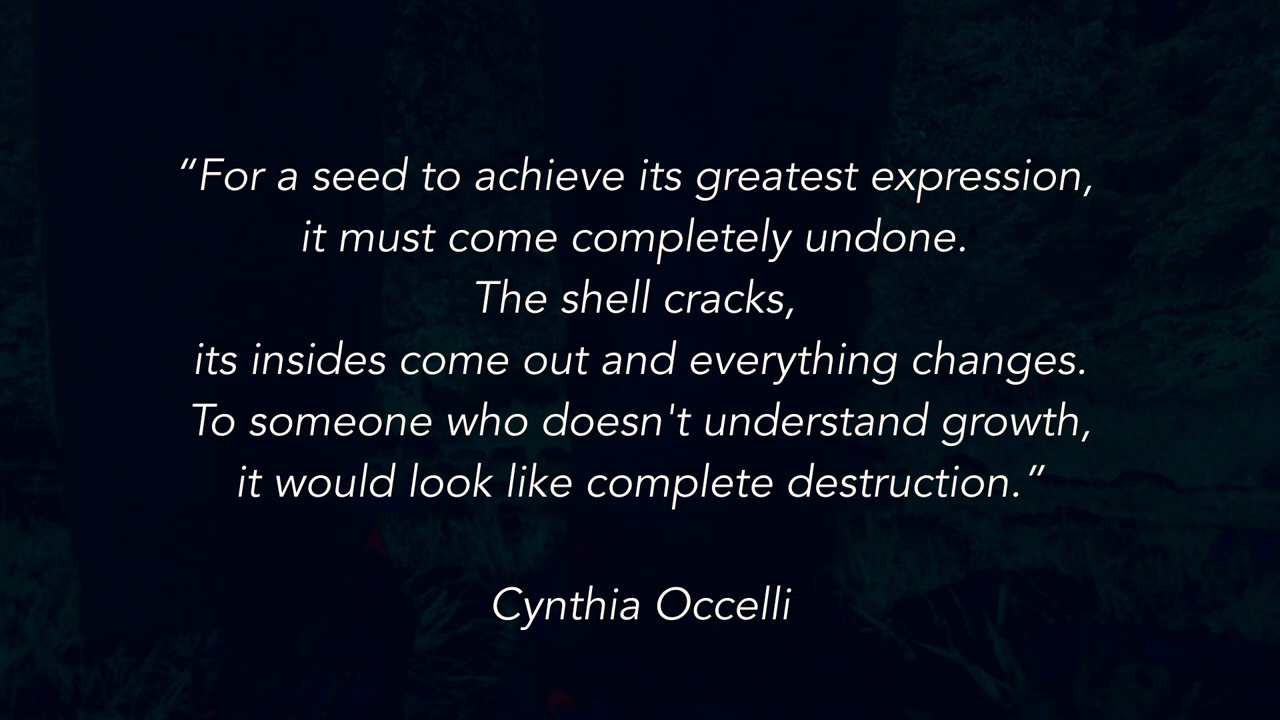 “For a seed to achieve its greatest expression,
it must come completely undone.
The shell cracks,
its insides come out and everything changes.
To someone who doesn't understand growth,
it would look like complete destruction.”
Cynthia Occelli